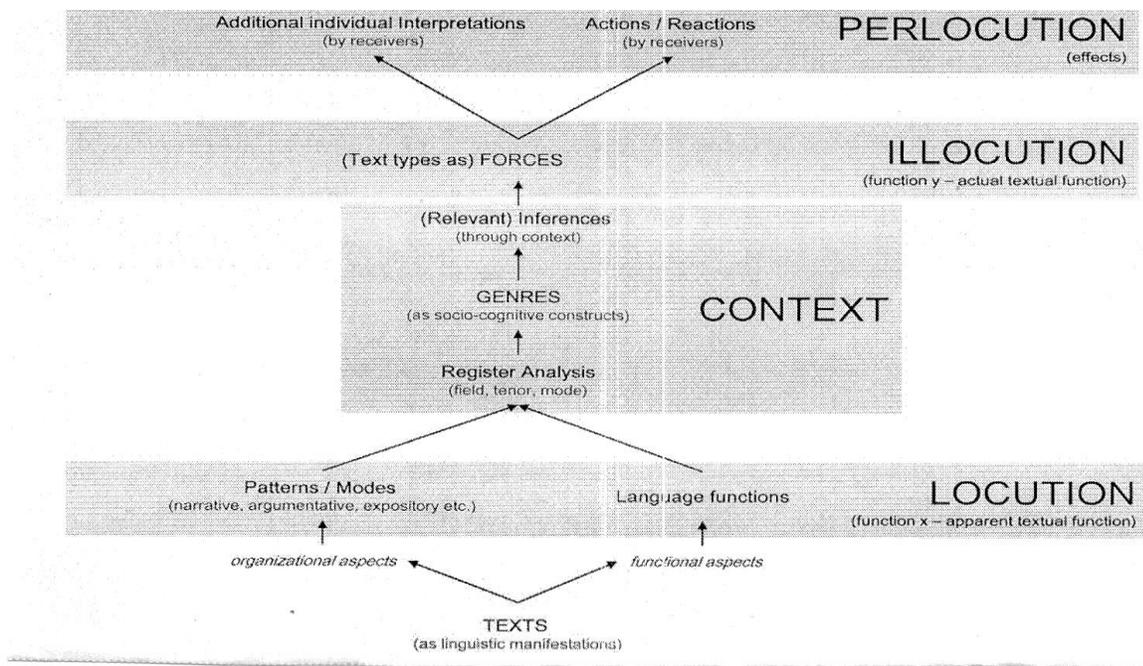 Additional individual Interpretations
(by receivers)
Actions / Reactions
(by receivers)
PERLOCUTION
(effects)
(Text types as) FORCES
ILLOCUTION
(function y – actual textual function)
(Relevant) Inferences
(through context)
GENRES
(as socio-cognitive constructs)
CONTEXT
Register Analysis
(field, tenor, mode)
Patterns / Modes
(narrative, argumentative, expository etc.)
Language functions
LOCUTION
(function x – apparent textual function)
organizational aspects
functional aspects
TEXTS
(as linguistic manifestations)